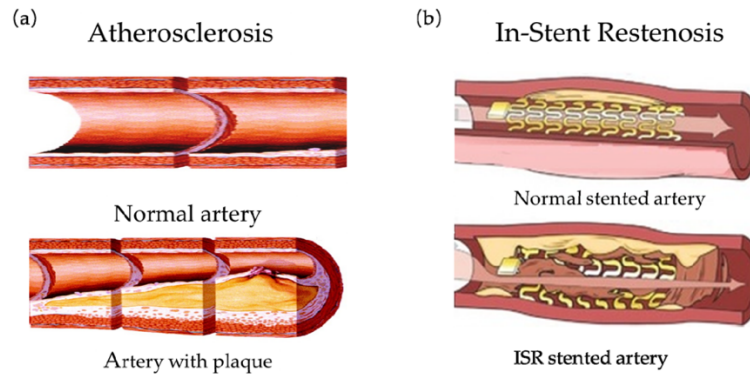 (a)
Atherosclerosis
Normal artery
Artery with plaque
(b)
In-Stent Restenosis
Normal stented artery
ISR stented artery